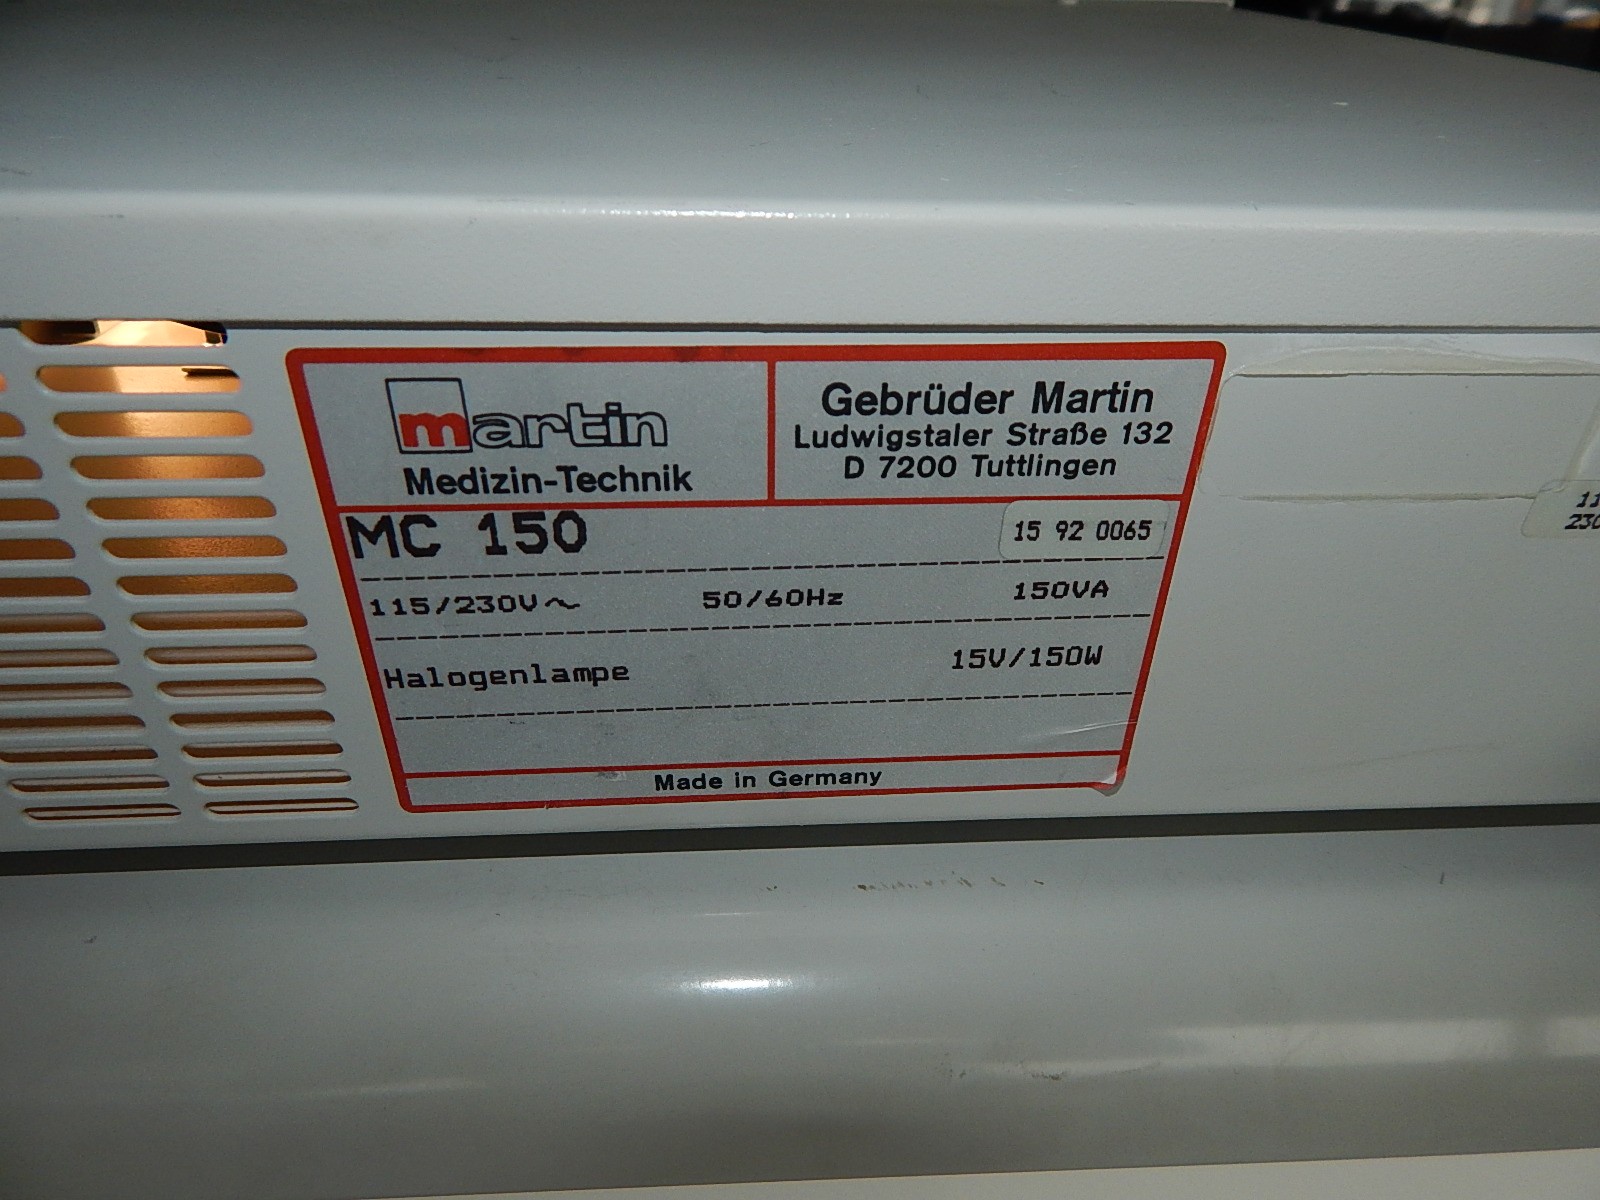 martin
Medizin-Technik
Gebrüder Martin
Ludwigstaler Straße 132
D 7200 Tuttlingen
MC 150
15 92 0065
115/230V~ 50/60Hz 150VA
Halogenlampe 15V/150W
Made in Germany